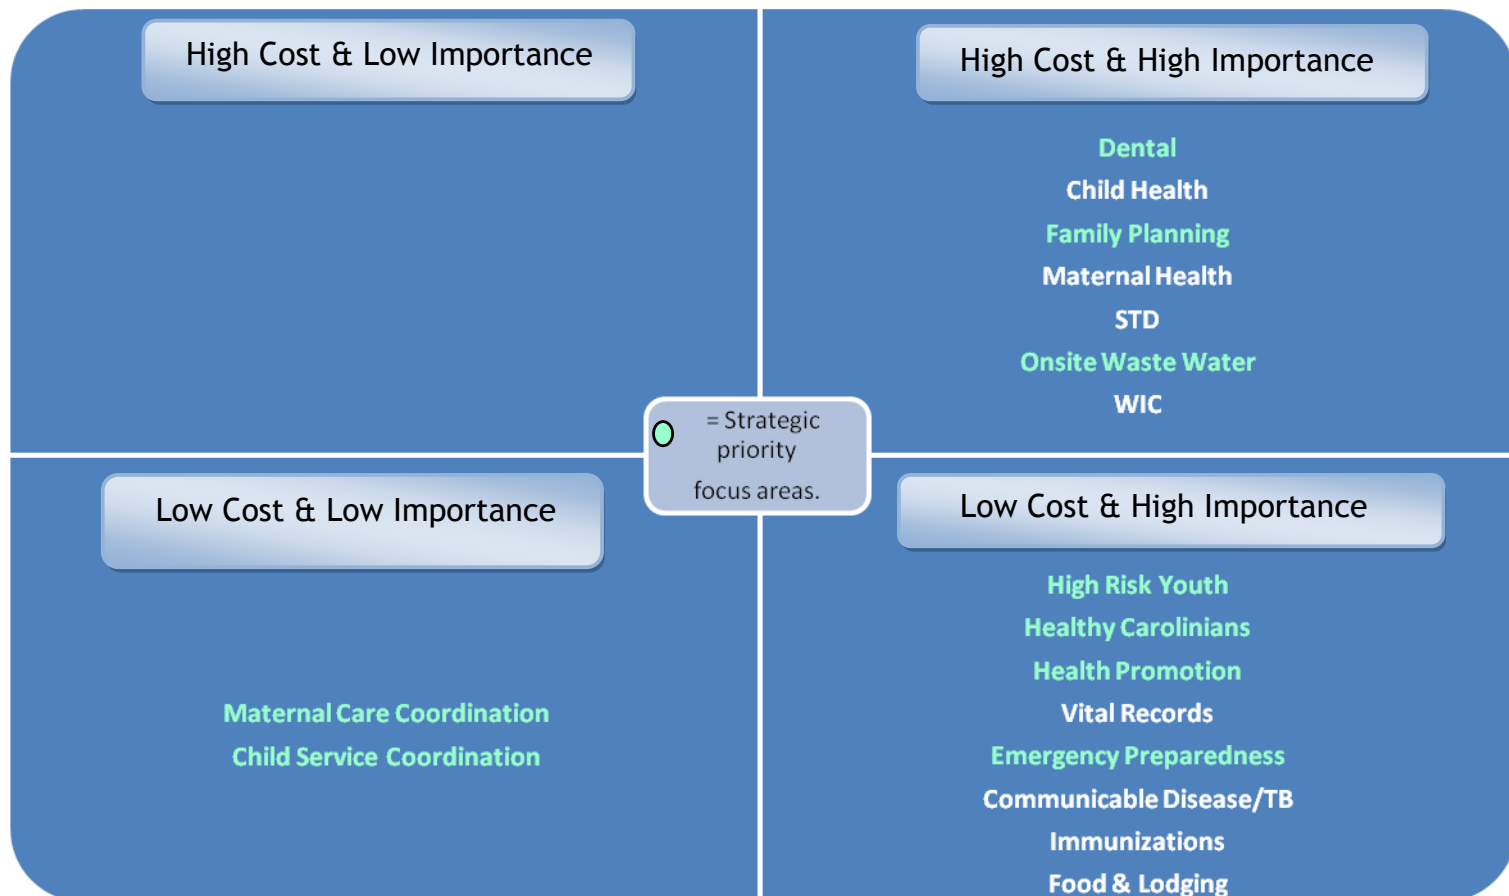 High Cost & Low Importance
High Cost & High Importance
Dental
Child Health
Family Planning
Maternal Health
STD
Onsite Waste Water
WIC
= Strategic
priority
focus areas.
Low Cost & Low Importance
Maternal Care Coordination
Child Service Coordination
Low Cost & High Importance
High Risk Youth
Healthy Carolinians
Health Promotion
Vital Records
Emergency Preparedness
Communicable Disease/TB
Immunizations
Food & Lodging